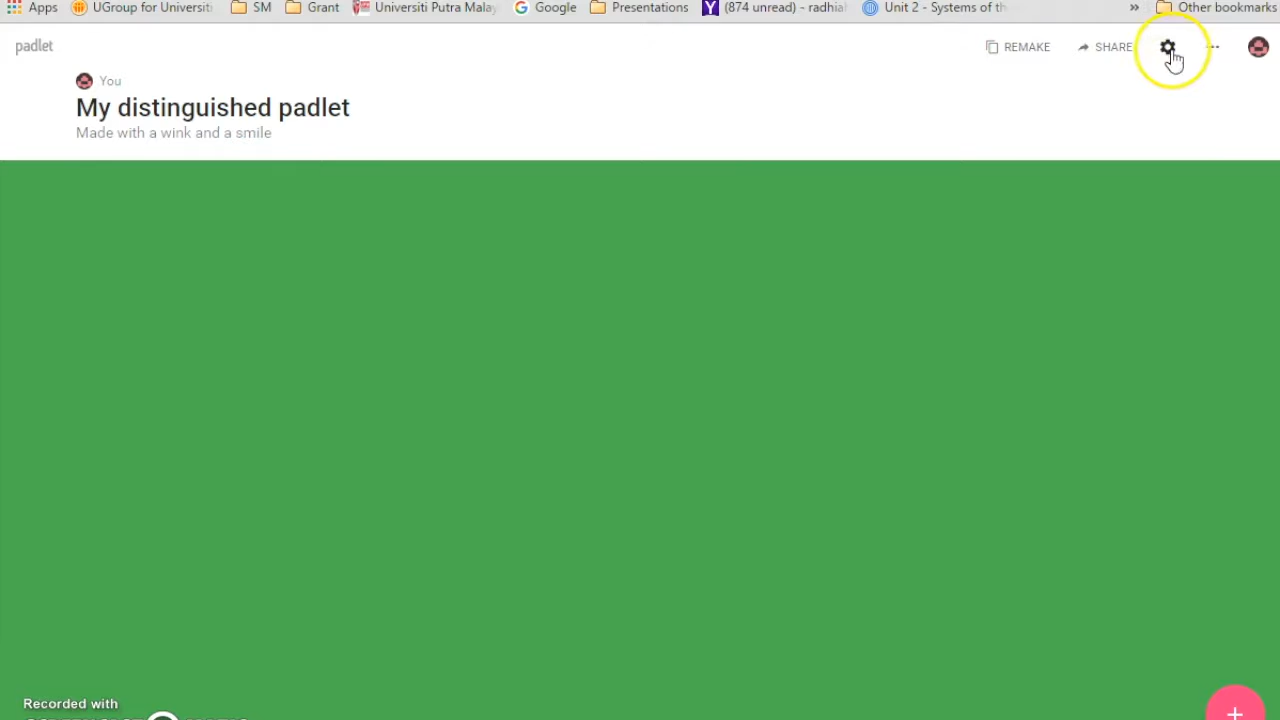 Apps UGroup for Universiti SM Grant Universiti Putra Malay Google Presentations (874 unread) - radhia Unit 2 - Systems of th » Other bookmarks
padlet REMAKE SHARE
You
My distinguished padlet
Made with a wink and a smile
Recorded with